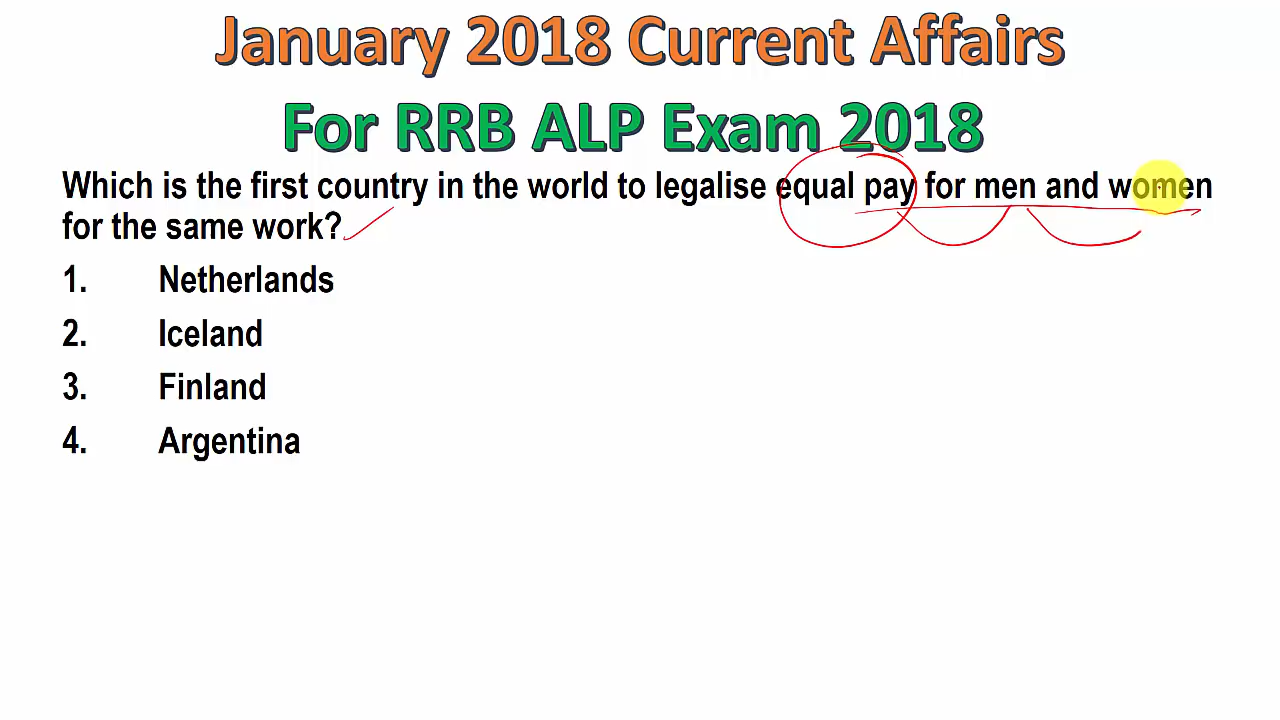 January 2018 Current Affairs
For RRB ALP Exam 2018
Which is the first country in the world to legalise equal pay for men and women
for the same work?
1. Netherlands
2. Iceland
3. Finland
4. Argentina